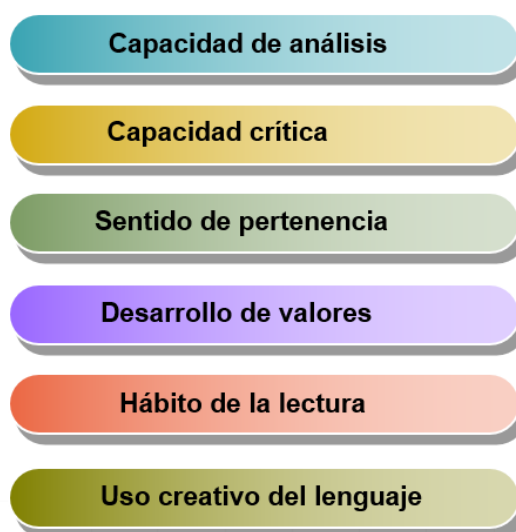 Capacidad de análisis
Capacidad crítica
Sentido de pertenencia
Desarrollo de valores
Hábito de la lectura
Uso creativo del lenguaje